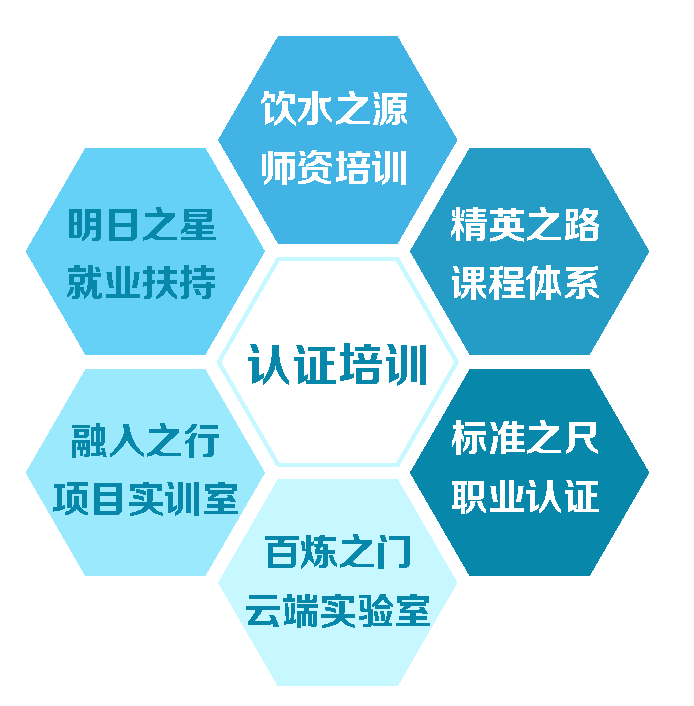 饮水之源
师资培训
精英之路
课程体系
标准之尺
职业认证
百炼之门
云端实验室
融入之行
项目实训室
明日之星
就业扶持
认证培训